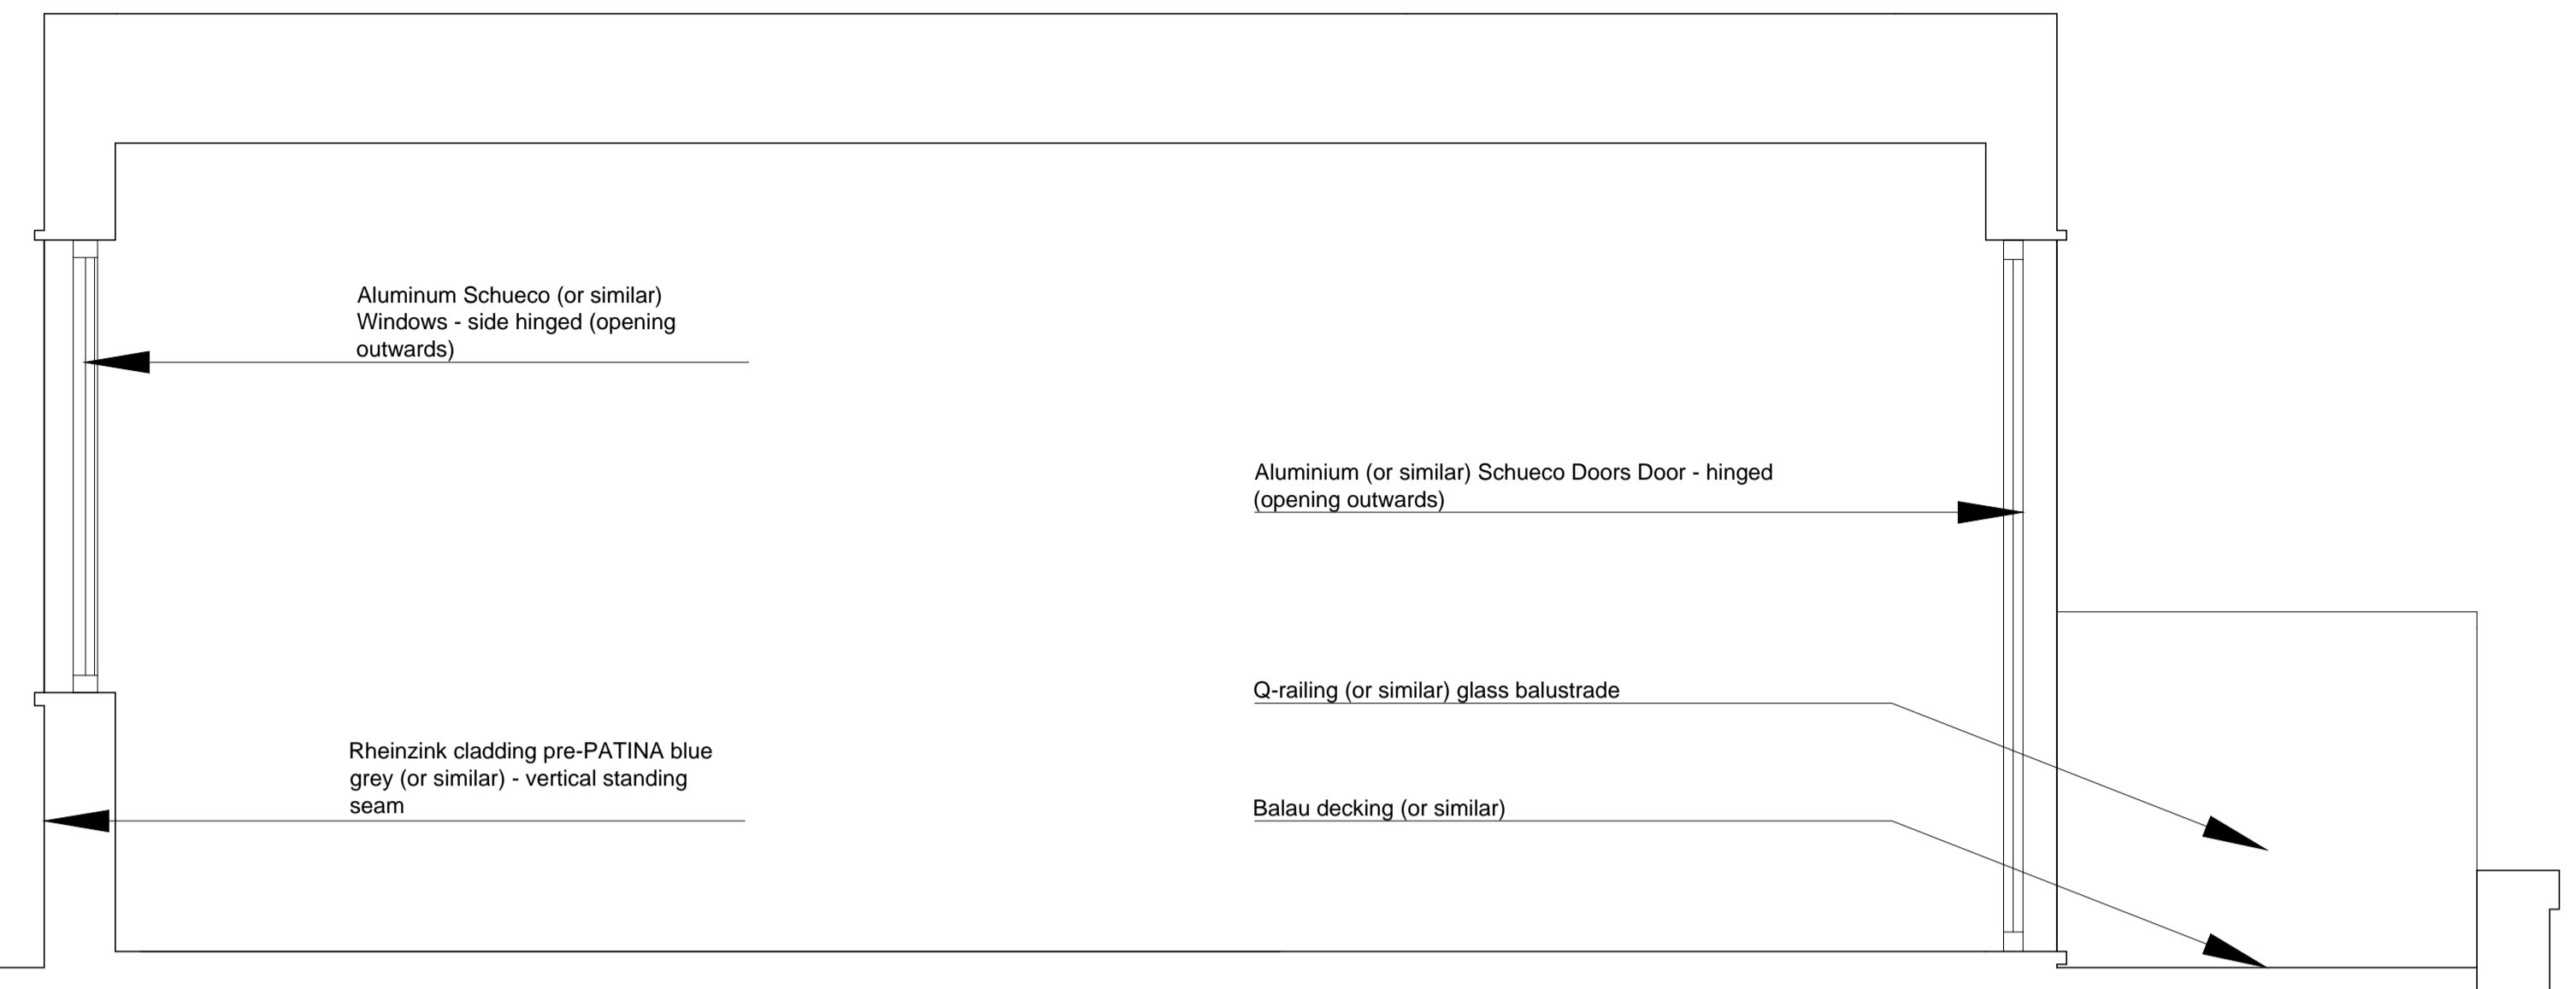 Aluminum Schueco (or similar)
Windows - side hinged (opening
outwards)
Aluminium (or similar) Schueco Doors Door - hinged
(opening outwards)
Q-railing (or similar) glass balustrade
Rheinzink cladding pre-PATINA blue
grey (or similar) - vertical standing
seam
Balau decking (or similar)